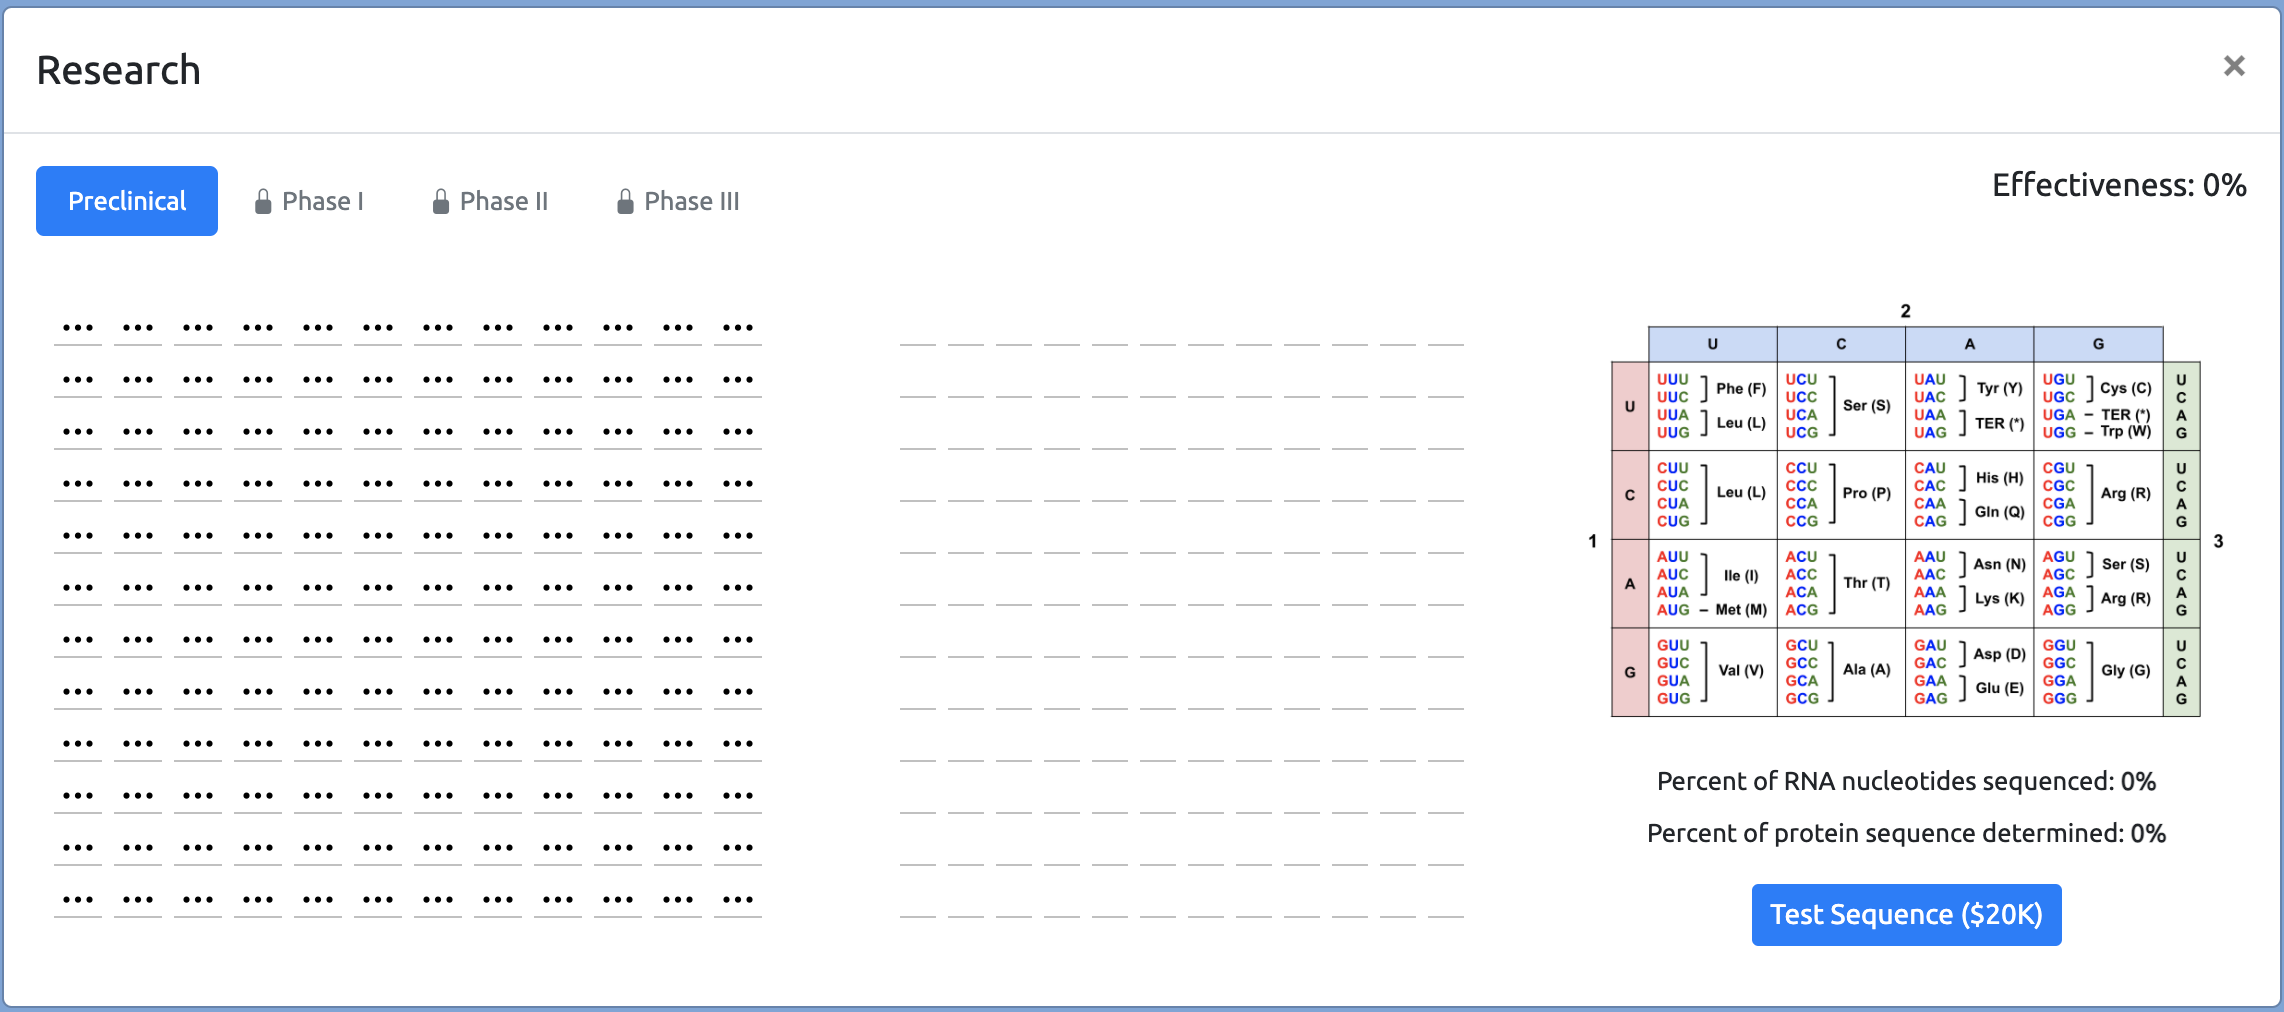 Research
×
Preclinical Phase I Phase II Phase III
Effectiveness: 0%
... ... ... ... ... ... ... ... ... ... ... ...
... ... ... ... ... ... ... ... ... ... ... ...
... ... ... ... ... ... ... ... ... ... ... ...
... ... ... ... ... ... ... ... ... ... ... ...
... ... ... ... ... ... ... ... ... ... ... ...
... ... ... ... ... ... ... ... ... ... ... ...
... ... ... ... ... ... ... ... ... ... ... ...
... ... ... ... ... ... ... ... ... ... ... ...
... ... ... ... ... ... ... ... ... ... ... ...
... ... ... ... ... ... ... ... ... ... ... ...
... ... ... ... ... ... ... ... ... ... ... ...
... ... ... ... ... ... ... ... ... ... ... ...
2
U C A G
U
UUU UUC Phe (F)
UUA UUG Leu (L)
UCU UCC UCA UCG Ser (S)
UAU UAC Tyr (Y)
UAA UAG TER (*)
UGU UGC Cys (C)
UGA – TER (*)
UGG – Trp (W)
U C A G
C
CUU CUC CUA CUG Leu (L)
CCU CCC CCA CCG Pro (P)
CAU CAC His (H)
CAA CAG Gln (Q)
CGU CGC CGA CGG Arg (R)
U C A G
1
A
AUU AUC AUA Ile (I)
AUG – Met (M)
ACU ACC ACA ACG Thr (T)
AAU AAC Asn (N)
AAA AAG Lys (K)
AGU AGC Ser (S)
AGA AGG Arg (R)
U C A G
3
G
GUU GUC GUA GUG Val (V)
GCU GCC GCA GCG Ala (A)
GAU GAC Asp (D)
GAA GAG Glu (E)
GGU GGC GGA GGG Gly (G)
U C A G
Percent of RNA nucleotides sequenced: 0%
Percent of protein sequence determined: 0%
Test Sequence ($20K)